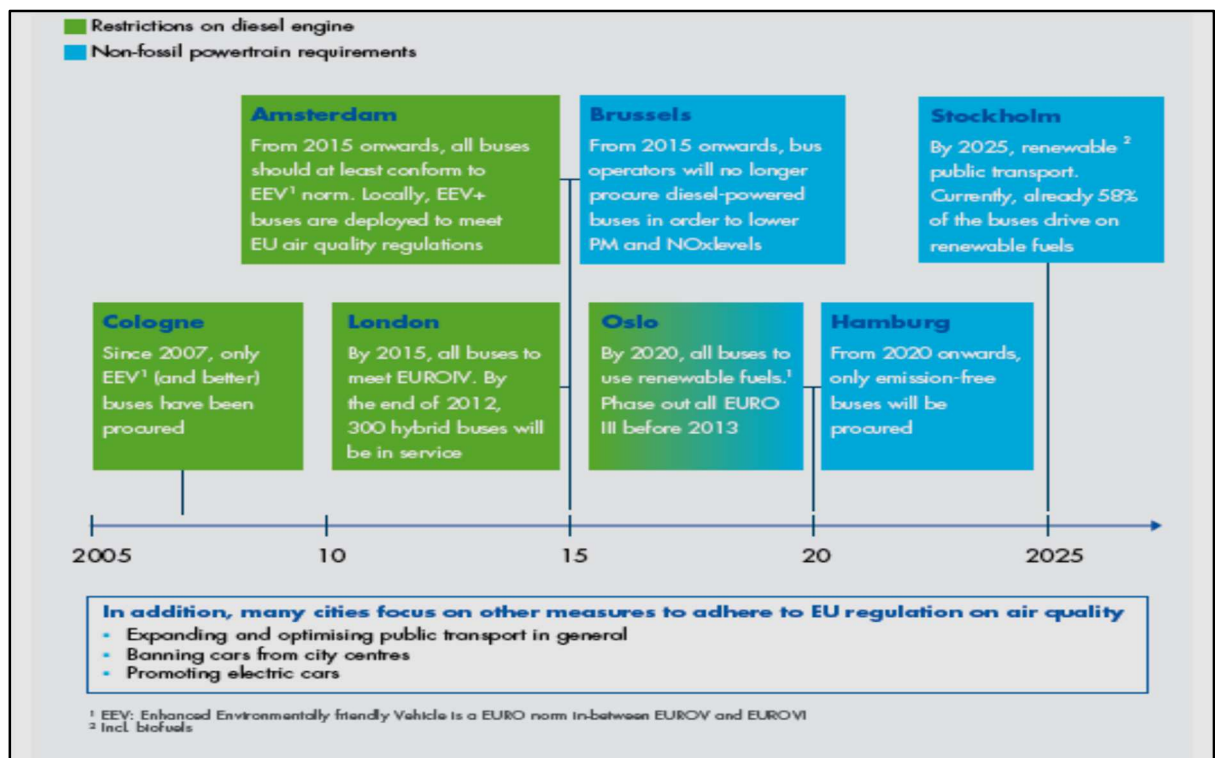 Restrictions on diesel engine
Non-fossil powertrain requirements
Amsterdam
From 2015 onwards, all buses
should at least conform to
EEV¹ norm. Locally, EEV+
buses are deployed to meet
EU air quality regulations
Brussels
From 2015 onwards, bus
operators will no longer
procure diesel-powered
buses in order to lower
PM and NOxlevels
Stockholm
By 2025, renewable ²
public transport.
Currently, already 58%
of the buses drive on
renewable fuels
Cologne
Since 2007, only
EEV¹ (and better)
buses have been
procured
London
By 2015, all buses to
meet EUROIV. By
the end of 2012,
300 hybrid buses will
be in service
Oslo
By 2020, all buses to
use renewable fuels.¹
Phase out all EURO
III before 2013
Hamburg
From 2020 onwards,
only emission-free
buses will be
procured
2005 10 15 20 2025
In addition, many cities focus on other measures to adhere to EU regulation on air quality
• Expanding and optimising public transport in general
• Banning cars from city centres
• Promoting electric cars
¹ EEV: Enhanced Environmentally friendly Vehicle is a EURO norm in-between EUROV and EUROVI
² Incl. biofuels